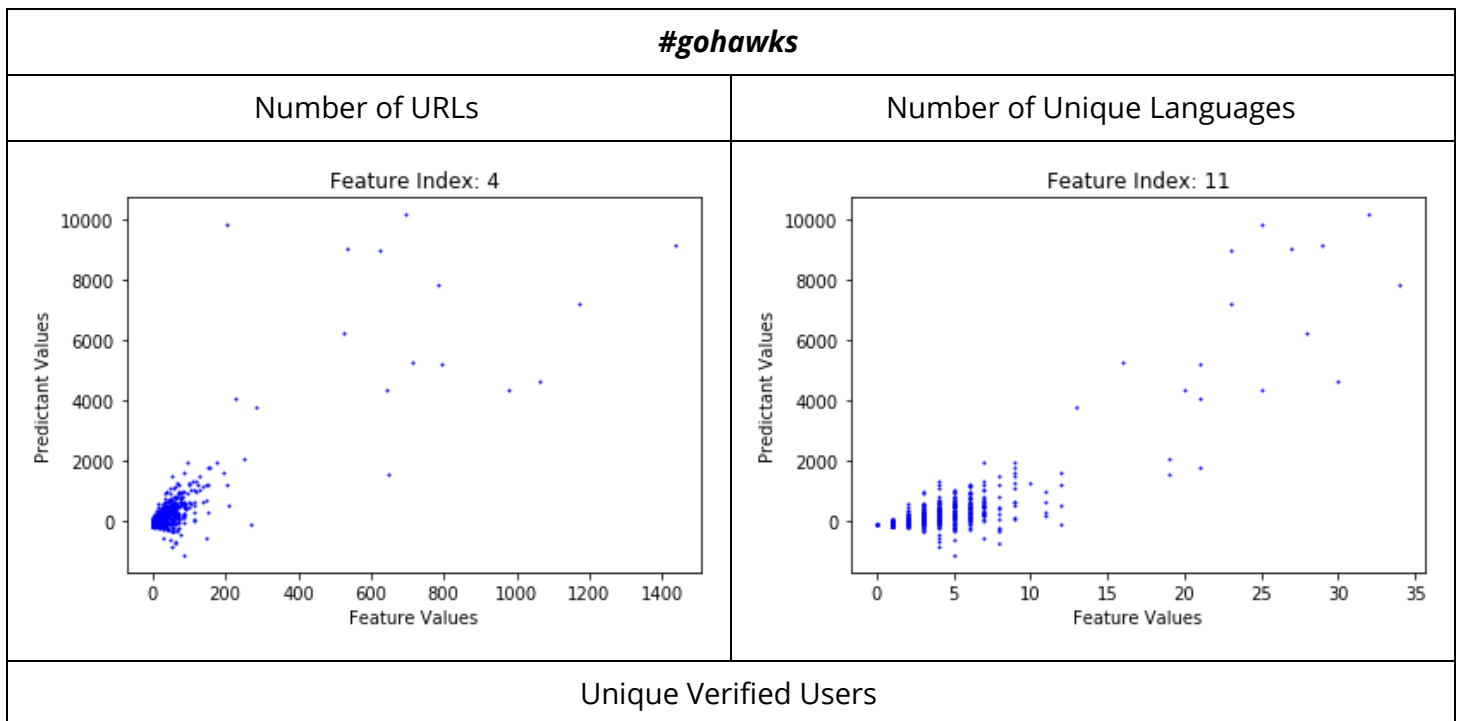 #gohawks
Number of URLs
Number of Unique Languages
Feature Index: 4
10000
8000
6000
4000
2000
0
Predictant Values
0 200 400 600 800 1000 1200 1400
Feature Values
Feature Index: 11
10000
8000
6000
4000
2000
0
Predictant Values
0 5 10 15 20 25 30 35
Feature Values
Unique Verified Users